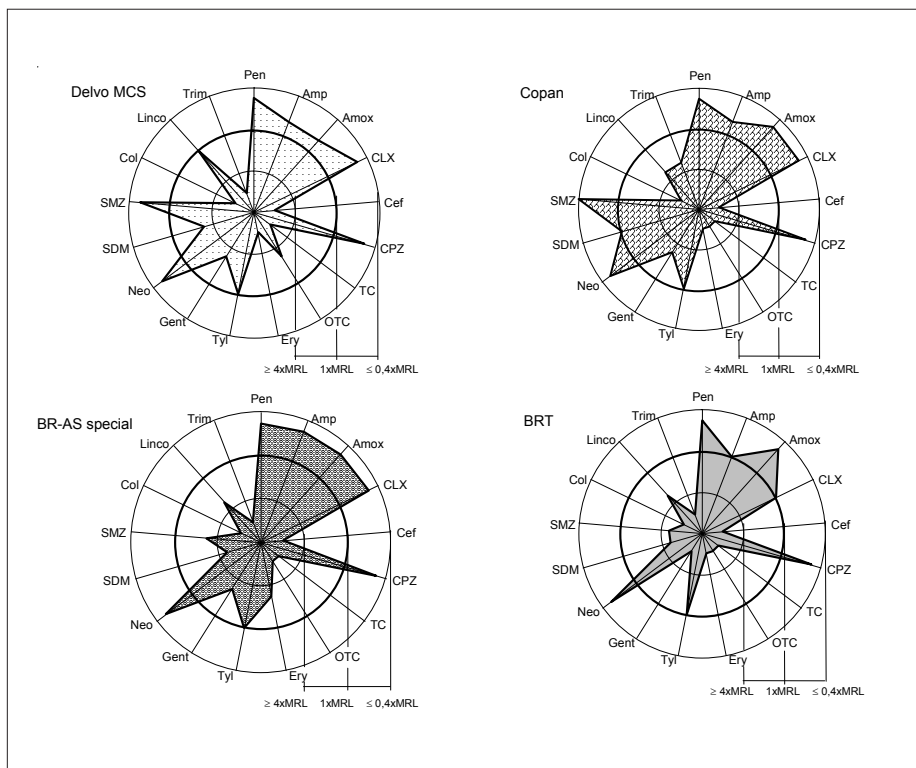 Delvo MCS
Pen
Amp
Amox
CLX
Cef
CPZ
TC
OTC
Ery
Tyl
Gent
Neo
SDM
SMZ
Col
Linco
Trim
≥ 4xMRL 1xMRL ≤ 0,4xMRL
Copan
Pen
Amp
Amox
CLX
Cef
CPZ
TC
OTC
Ery
Tyl
Gent
Neo
SDM
SMZ
Col
Linco
Trim
≥ 4xMRL 1xMRL ≤ 0,4xMRL
BR-AS special
Pen
Amp
Amox
CLX
Cef
CPZ
TC
OTC
Ery
Tyl
Gent
Neo
SDM
SMZ
Col
Linco
Trim
≥ 4xMRL 1xMRL ≤ 0,4xMRL
BRT
Pen
Amp
Amox
CLX
Cef
CPZ
TC
OTC
Ery
Tyl
Gent
Neo
SDM
SMZ
Col
Linco
Trim
≥ 4xMRL 1xMRL ≤ 0,4xMRL